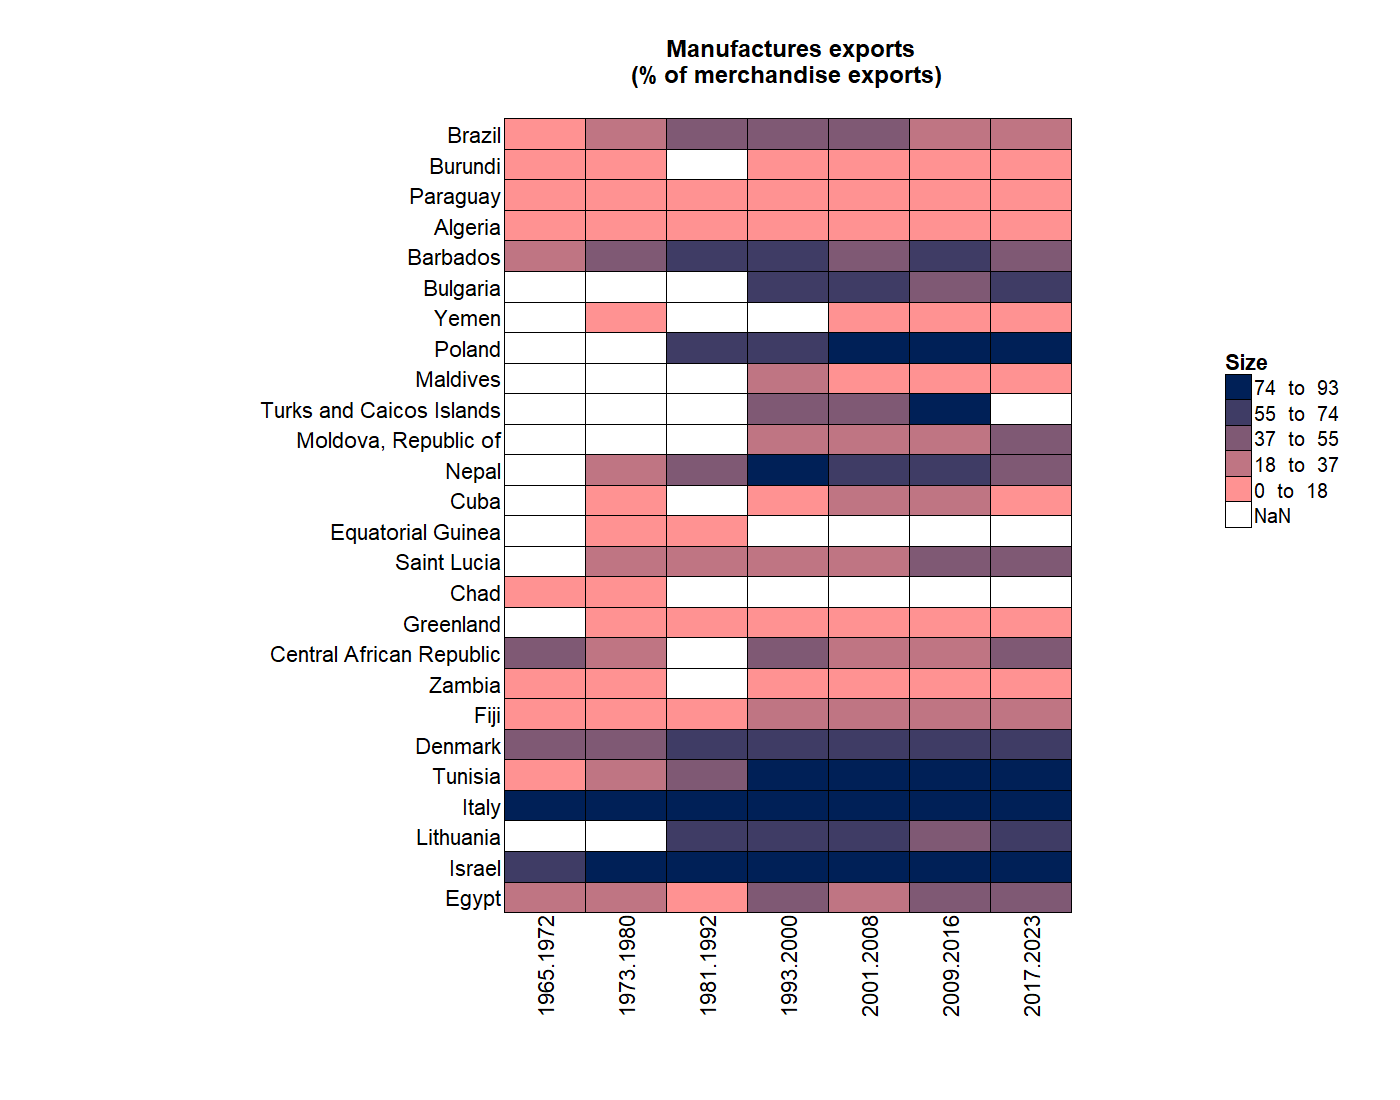 Manufactures exports
(% of merchandise exports)
Brazil
Burundi
Paraguay
Algeria
Barbados
Bulgaria
Yemen
Poland
Maldives
Turks and Caicos Islands
Moldova, Republic of
Nepal
Cuba
Equatorial Guinea
Saint Lucia
Chad
Greenland
Central African Republic
Zambia
Fiji
Denmark
Tunisia
Italy
Lithuania
Israel
Egypt
1965.1972
1973.1980
1981.1992
1993.2000
2001.2008
2009.2016
2017.2023
Size
74 to 93
55 to 74
37 to 55
18 to 37
0 to 18
NaN